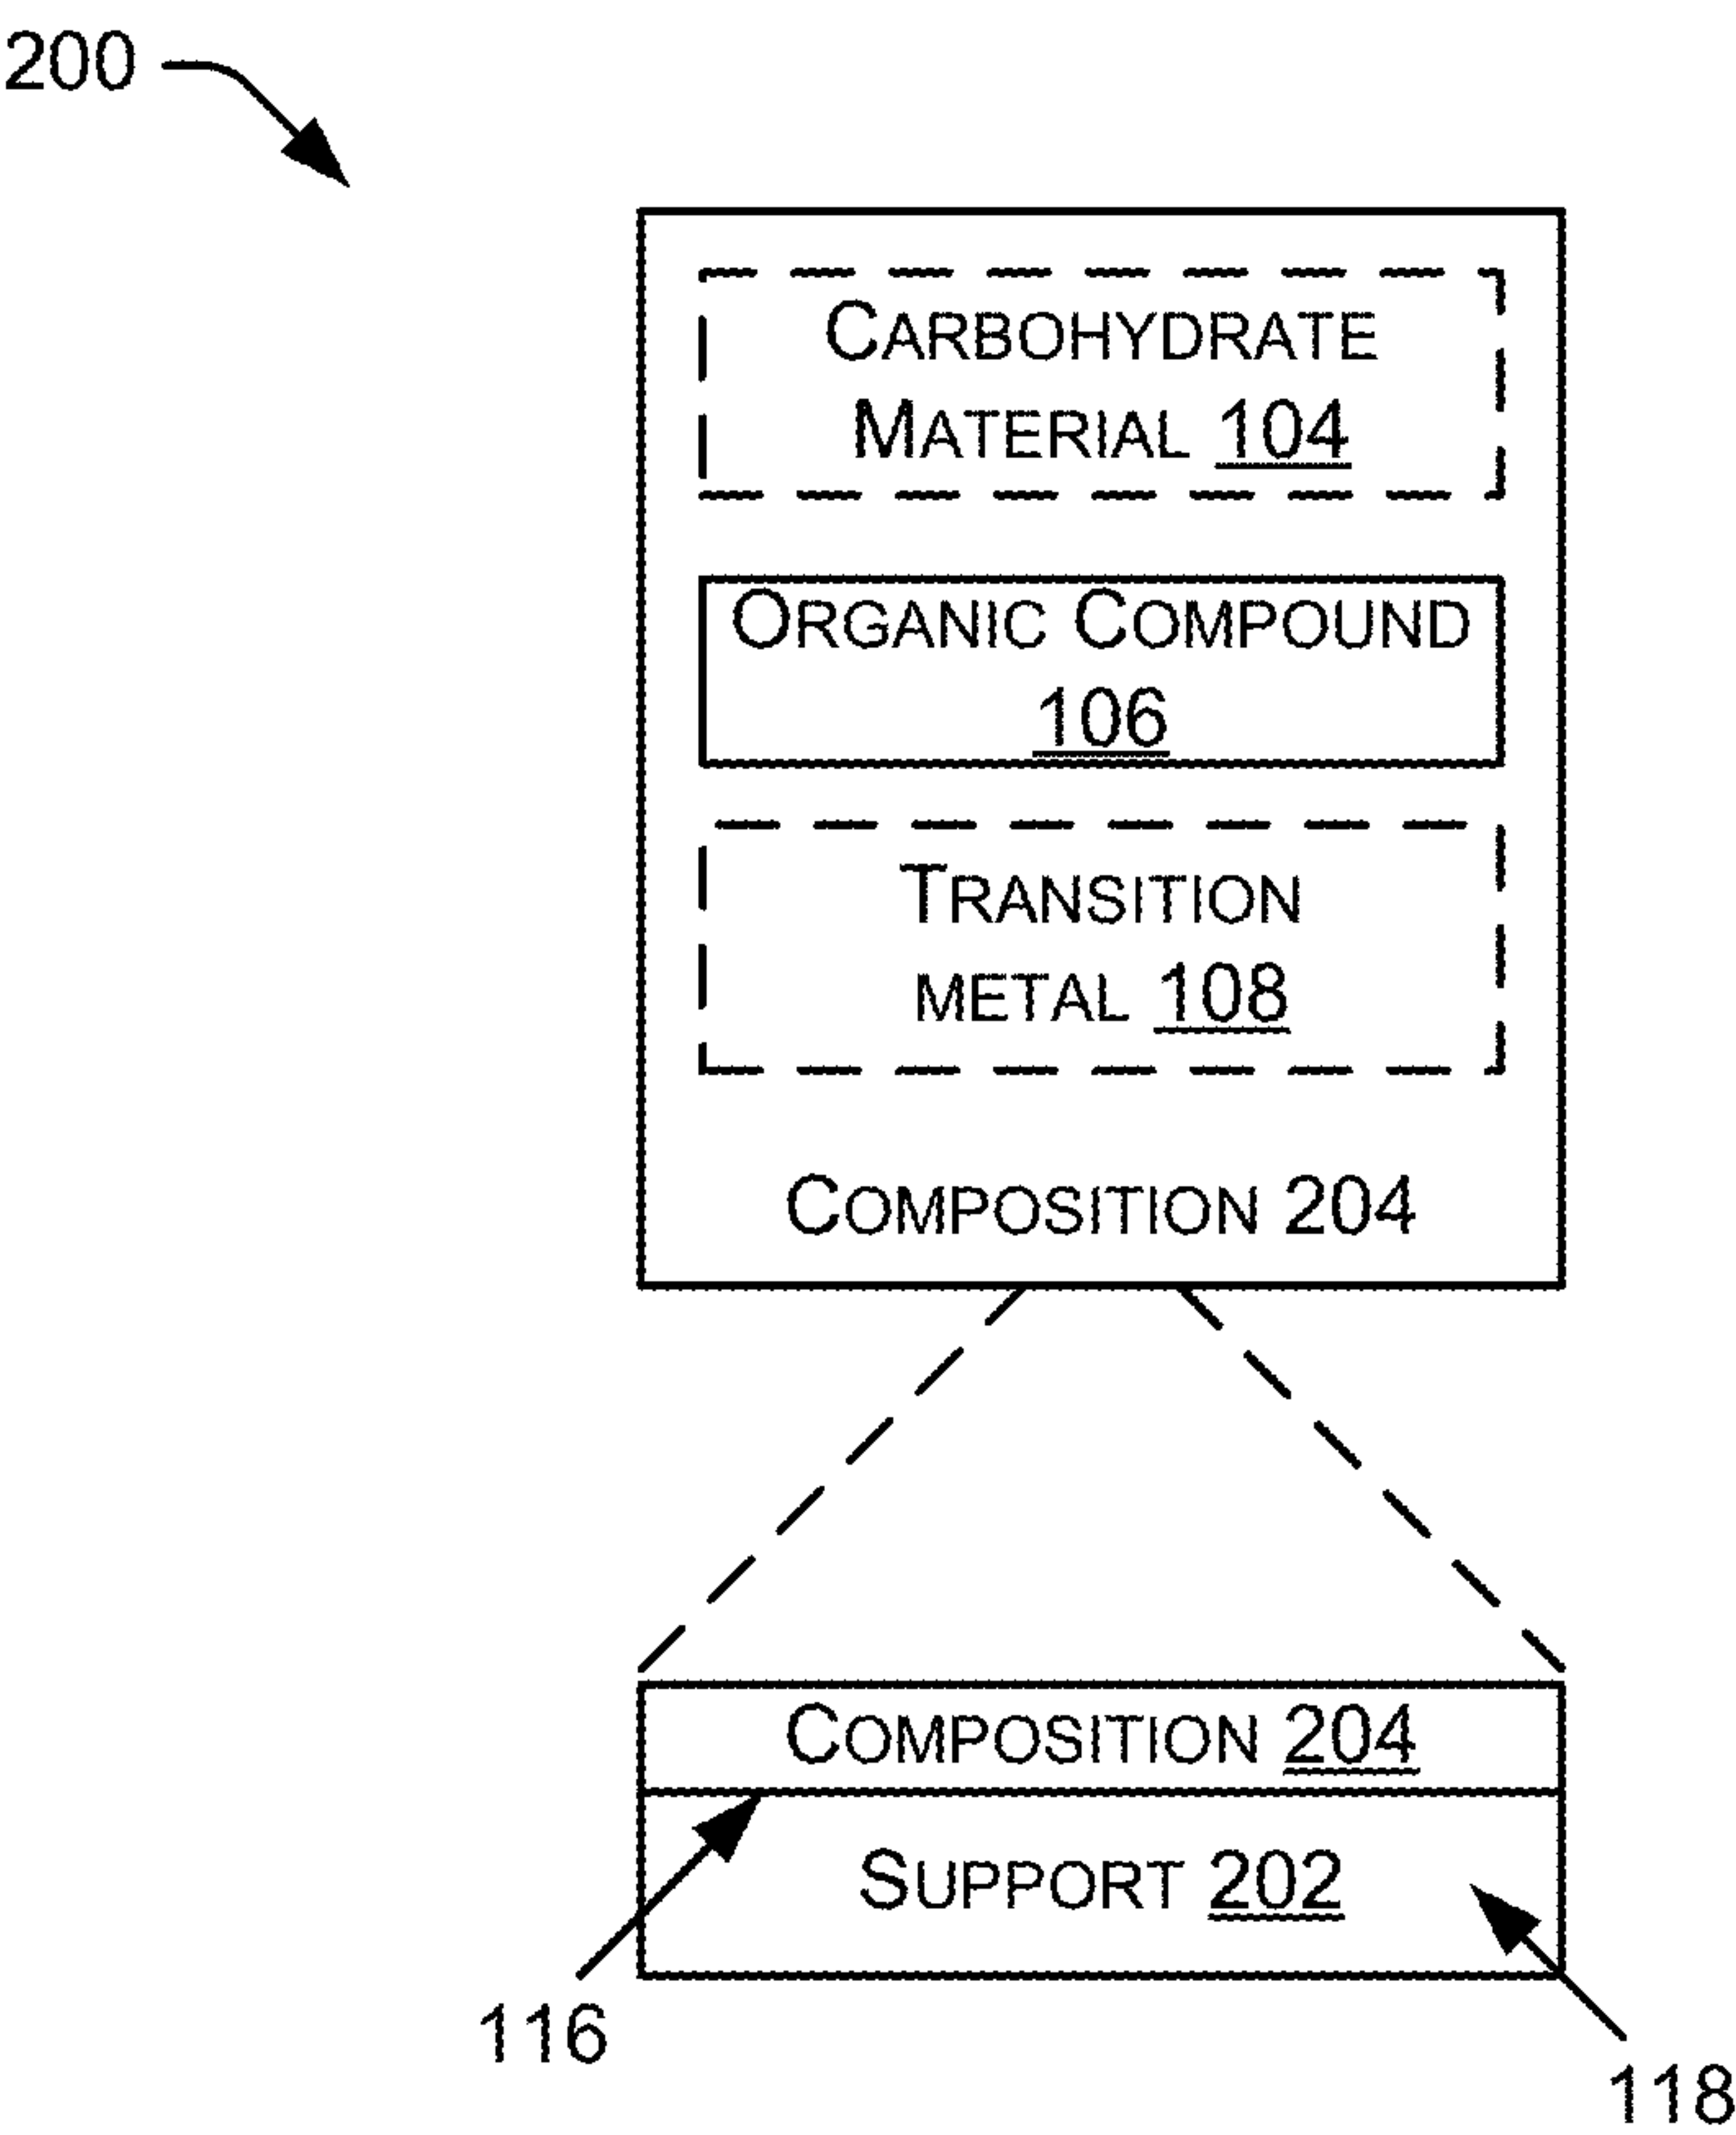 200
CARBOHYDRATE
MATERIAL 104
ORGANIC COMPOUND
106
TRANSITION
METAL 108
COMPOSITION 204
COMPOSITION 204
SUPPORT 202
116
118